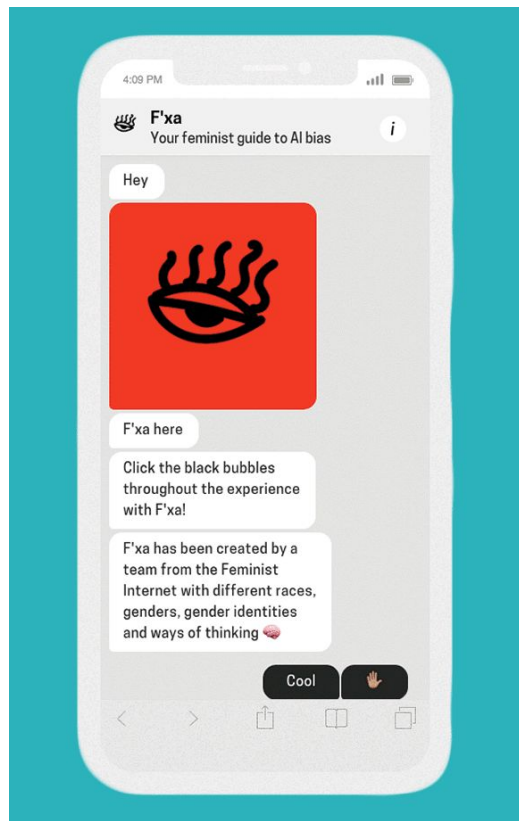 4:09 PM
F'xa
Your feminist guide to AI bias
i
Hey
F'xa here
Click the black bubbles
throughout the experience
with F'xa!
F'xa has been created by a
team from the Feminist
Internet with different races,
genders, gender identities
and ways of thinking 🧠
Cool 🖐🏽